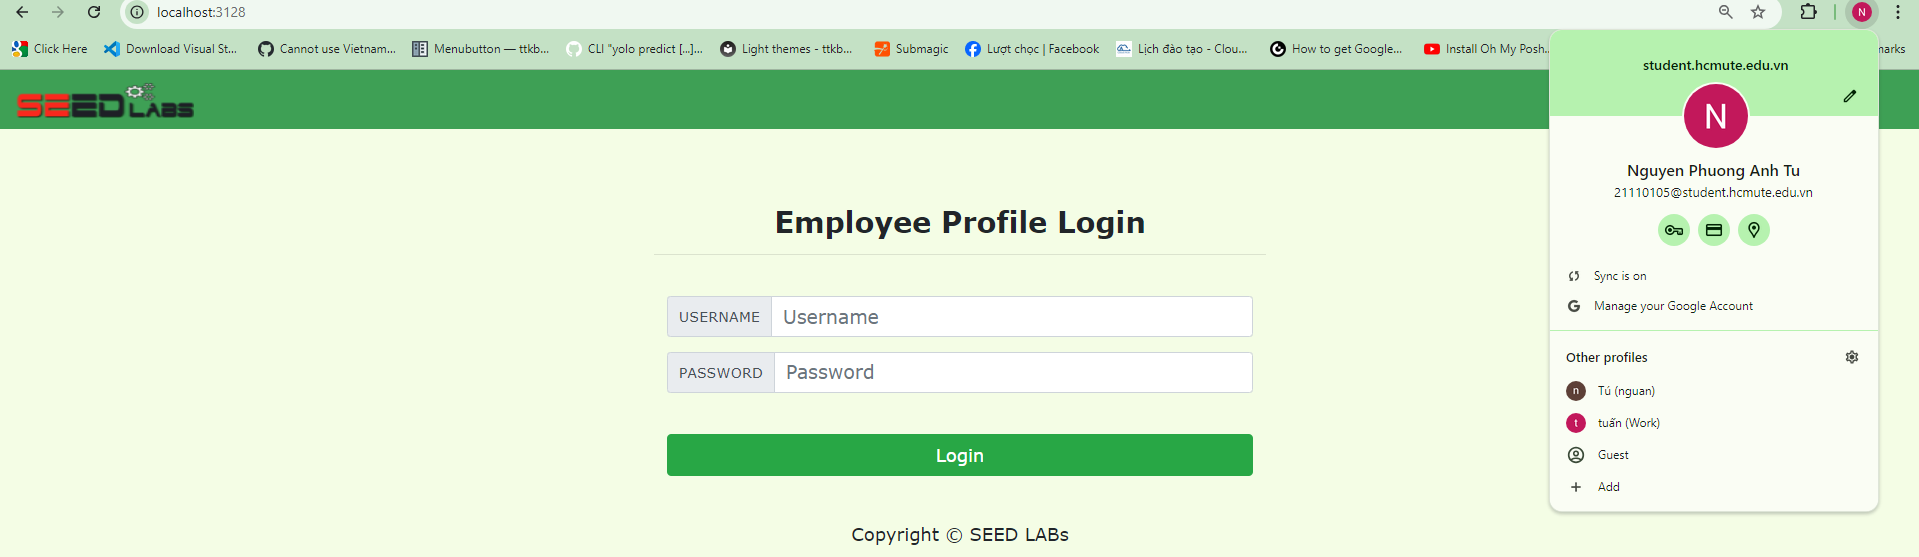 localhost:3128
N
Click Here
Download Visual St...
Cannot use Vietnam...
Menubutton — ttkb...
CLI "yolo predict [...]...
Light themes - ttkb...
Submagic
Lượt chọc | Facebook
Lịch đào tạo - Clou...
How to get Google...
Install Oh My Posh...
marks
SEED LABS
student.hcmute.edu.vn
N
Nguyen Phuong Anh Tu
21110105@student.hcmute.edu.vn
Sync is on
G Manage your Google Account
Other profiles
n Tú (nguan)
t tuấn (Work)
Guest
Add
Employee Profile Login
USERNAME Username
PASSWORD Password
Login
Copyright © SEED LABs